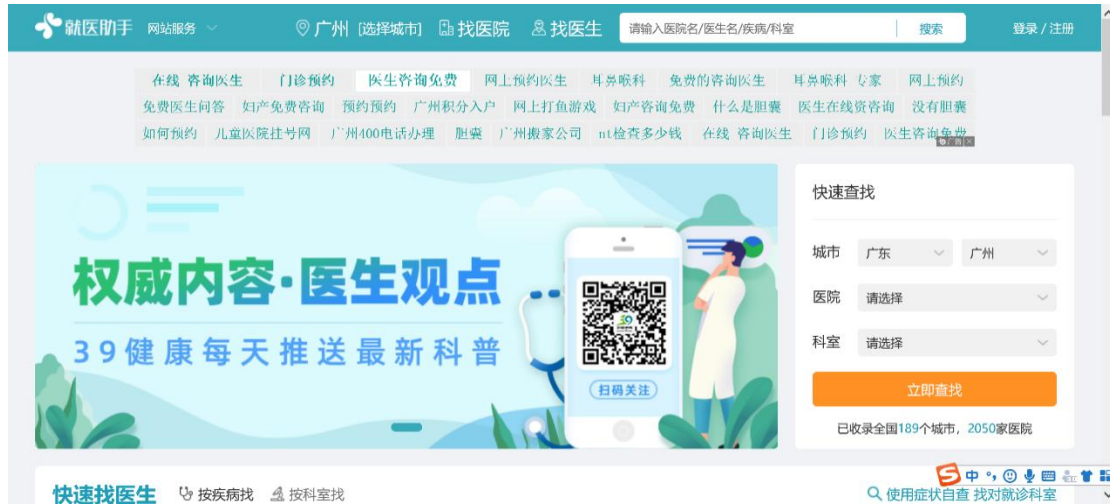 就医助手 网站服务 广州 [选择城市] 找医院 找医生 请输入医院名/医生名/疾病/科室 搜索 登录 / 注册
在线 咨询医生 门诊预约 医生咨询免费 网上预约医生 耳鼻喉科 免费的咨询医生 耳鼻喉科 专家 网上预约
免费医生问答 妇产免费咨询 预约预约 广州积分入户 网上打鱼游戏 妇产咨询免费 什么是胆囊 医生在线资咨询 没有胆囊
如何预约 儿童医院挂号网 广州400电话办理 胆囊 广州搬家公司 nt检查多少钱 在线 咨询医生 门诊预约 医生咨询免费
广告
权威内容·医生观点
39健康每天推送最新科普
39
扫码关注
快速查找
城市 广东 广州
医院 请选择
科室 请选择
立即查找
已收录全国189个城市，2050家医院
快速找医生 按疾病找 按科室找
使用症状自查 找对就诊科室
S 中